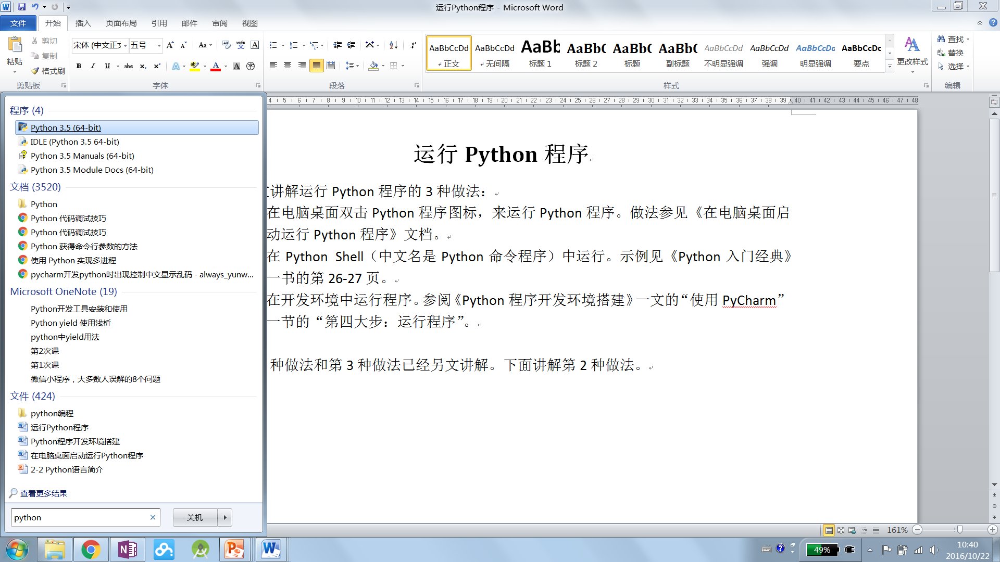 运行Python程序 - Microsoft Word
文件 开始 插入 页面布局 引用 邮件 审阅 视图
粘贴 剪切 复制 格式刷 剪贴板
宋体 (中文正文 五号 字体
段落
AaBbCcDd AaBbCcDd AaBb AaBbC AaBbC AaBbC AaBbCcDd AaBbCcDd AaBbCcDd AaBbCcDc
正文 无间隔 标题 1 标题 2 标题 副标题 不明显强调 强调 明显强调 要点 更改样式
样式
查找 替换 选择 编辑
4 5 6 7 8 9 10 11 12 13 14 15 16 17 18 19 20 21 22 23 24 25 26 27 28 29 30 31 32 33 34 35 36 37 38 39 40 41 42 43 44 45 46 47 48
程序 (4)
Python 3.5 (64-bit)
IDLE (Python 3.5 64-bit)
Python 3.5 Manuals (64-bit)
Python 3.5 Module Docs (64-bit)
文档 (3520)
Python
Python 代码调试技巧
Python 代码调试技巧
Python 获得命令行参数的方法
使用 Python 实现多进程
pycharm开发python时出现控制中文显示乱码 - always_yunw...
Microsoft OneNote (19)
Python开发工具安装和使用
Python yield 使用浅析
python中yield用法
第2次课
第1次课
微信小程序，大多数人误解的8个问题
文件 (424)
python编程
运行Python程序
Python程序开发环境搭建
在电脑桌面启动运行Python程序
2-2 Python语言简介
查看更多结果
python 关机
运行 Python 程序
讲解运行 Python 程序的 3 种做法：
在电脑桌面双击 Python 程序图标，来运行 Python 程序。做法参见《在电脑桌面启
动运行 Python 程序》文档。
在 Python Shell（中文名是 Python 命令程序）中运行。示例见《Python 入门经典》
一书的第 26-27 页。
在开发环境中运行程序。参阅《Python 程序开发环境搭建》一文的“使用 PyCharm”
一节的“第四大步：运行程序”。
种做法和第 3 种做法已经另文讲解。下面讲解第 2 种做法。
161%
49%
10:40
2016/10/22